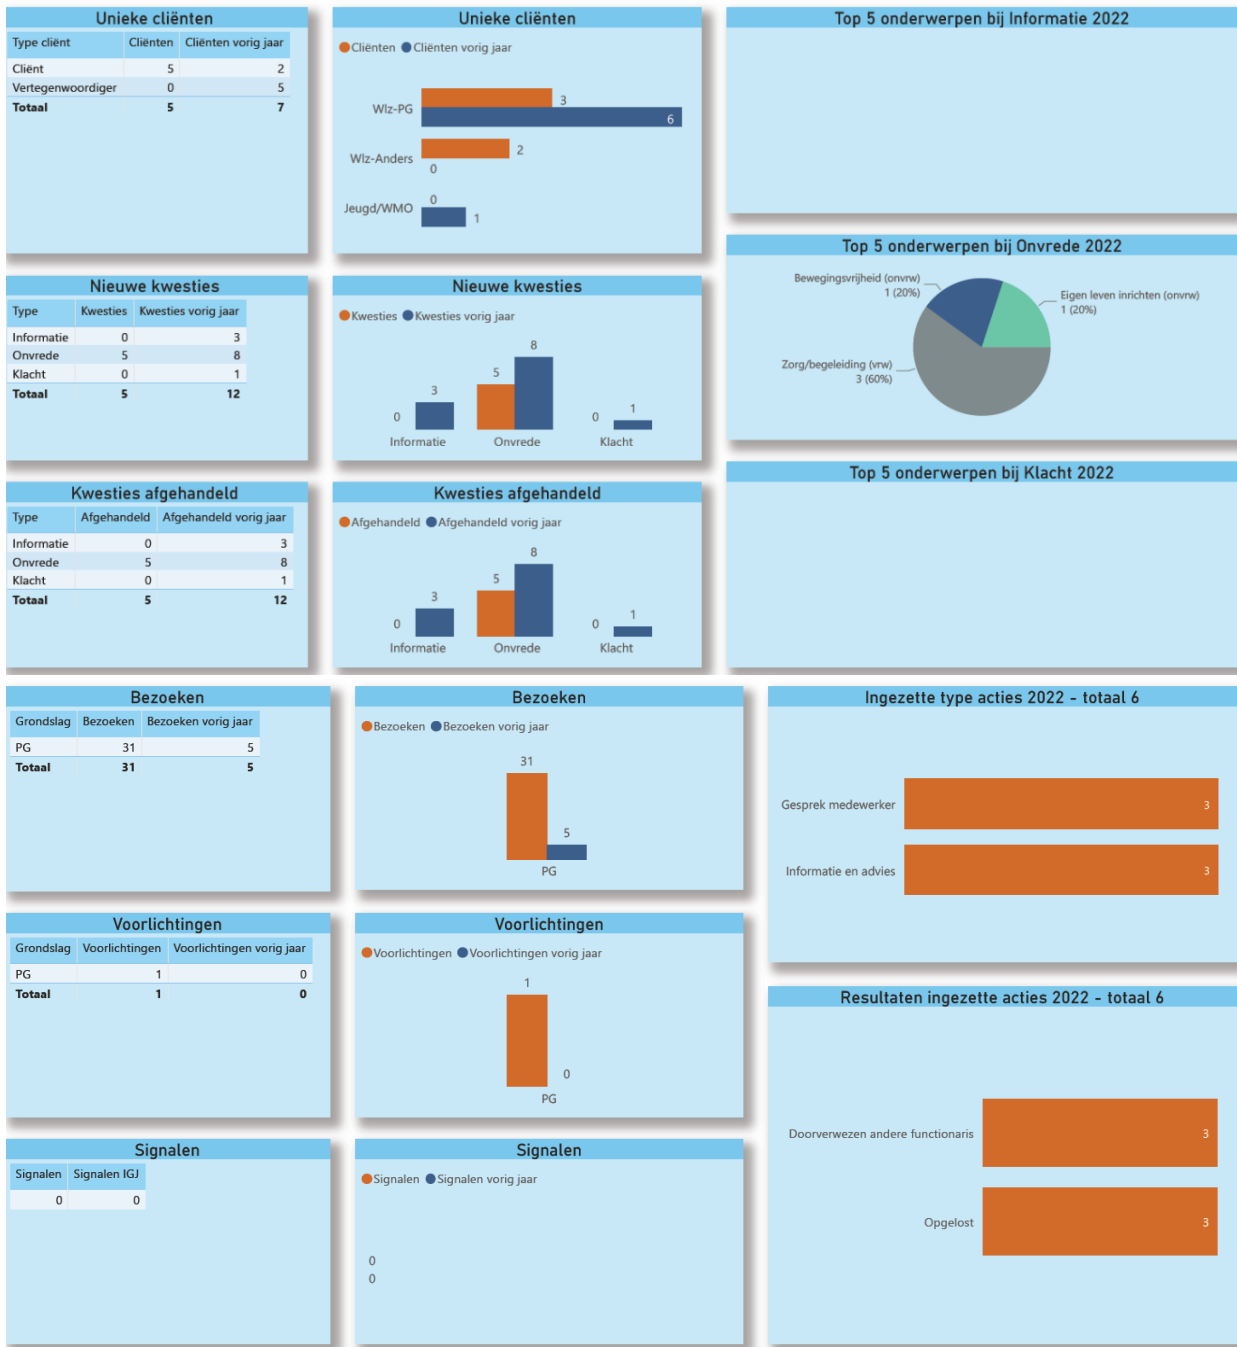 Unieke cliënten
Type cliënt Cliënten Cliënten vorig jaar
Cliënt 5 2
Vertegenwoordiger 0 5
Totaal 5 7
Unieke cliënten
Cliënten Cliënten vorig jaar
Wlz-PG 3
6
Wlz-Anders 2
0
Jeugd/WMO 0
1
Top 5 onderwerpen bij Informatie 2022
Nieuwe kwesties
Type Kwesties Kwesties vorig jaar
Informatie 0 3
Onvrede 5 8
Klacht 0 1
Totaal 5 12
Nieuwe kwesties
Kwesties Kwesties vorig jaar
0 3 5 8 0 1
Informatie Onvrede Klacht
Top 5 onderwerpen bij Onvrede 2022
Bewegingsvrijheid (onvrw)
1 (20%)
Eigen leven inrichten (onvrw)
1 (20%)
Zorg/begeleiding (vrw)
3 (60%)
Kwesties afgehandeld
Type Afgehandeld Afgehandeld vorig jaar
Informatie 0 3
Onvrede 5 8
Klacht 0 1
Totaal 5 12
Kwesties afgehandeld
Afgehandeld Afgehandeld vorig jaar
0 3 5 8 0 1
Informatie Onvrede Klacht
Top 5 onderwerpen bij Klacht 2022
Bezoeken
Grondslag Bezoeken Bezoeken vorig jaar
PG 31 5
Totaal 31 5
Bezoeken
Bezoeken Bezoeken vorig jaar
31 5
PG
Ingezette type acties 2022 - totaal 6
Gesprek medewerker 3
Informatie en advies 3
Voorlichtingen
Grondslag Voorlichtingen Voorlichtingen vorig jaar
PG 1 0
Totaal 1 0
Voorlichtingen
Voorlichtingen Voorlichtingen vorig jaar
1 0
PG
Resultaten ingezette acties 2022 - totaal 6
Doorverwezen andere functionaris 3
Opgelost 3
Signalen
Signalen Signalen IGJ
0 0
Signalen
Signalen Signalen vorig jaar
0
0